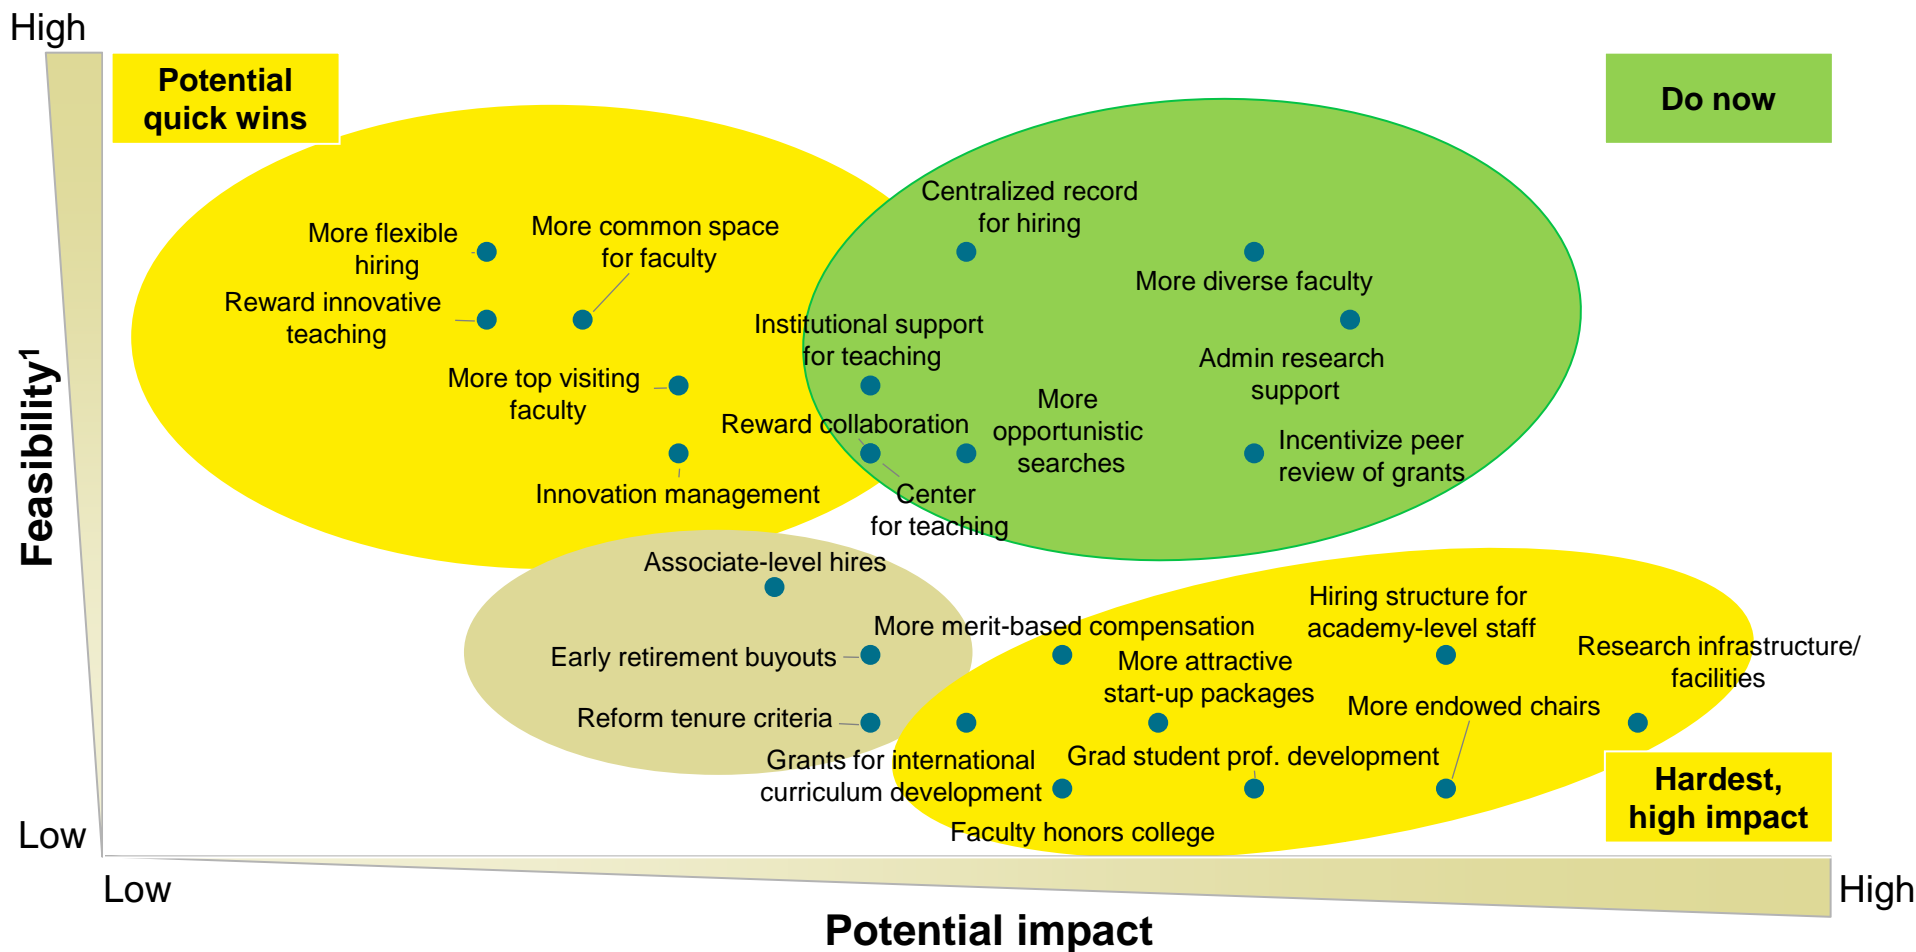 High
Potential
quick wins
Do now
Centralized record
for hiring
More flexible
hiring
More common space
for faculty
More diverse faculty
Reward innovative
teaching
Institutional support
for teaching
Admin research
support
More top visiting
faculty
More
opportunistic
searches
Reward collaboration
Incentivize peer
review of grants
Innovation management
Center
for teaching
Feasibility1
Associate-level hires
Hiring structure for
academy-level staff
More merit-based compensation
Research infrastructure/
facilities
Early retirement buyouts
More attractive
start-up packages
More endowed chairs
Reform tenure criteria
Grants for international
curriculum development
Grad student prof. development
Hardest,
high impact
Faculty honors college
Low
Low
High
Potential impact